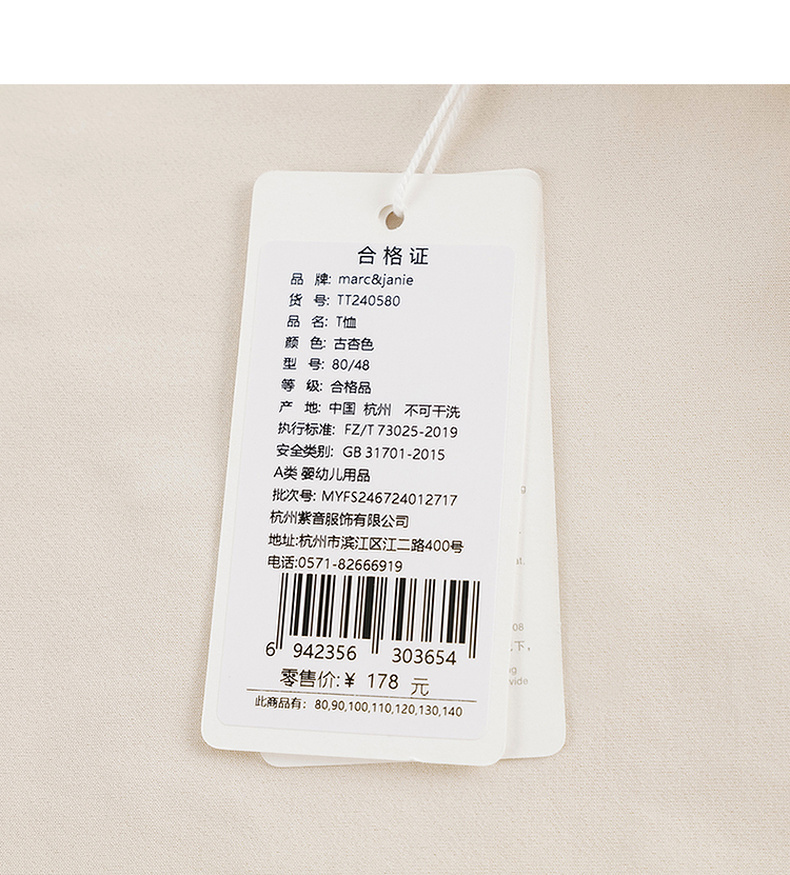 合格证
品 牌: marc&janie
货 号: TT240580
品 名: T恤
颜 色: 古杏色
型 号: 80/48
等 级: 合格品
产 地: 中国 杭州 不可干洗
执行标准: FZ/T 73025-2019
安全类别: GB 31701-2015
A类 婴幼儿用品
批次号: MYFS246724012717
杭州紫音服饰有限公司
地址:杭州市滨江区江二路400号
电话:0571-82666919
6 942356 303654
零售价:¥ 178 元
此商品有: 80,90,100,110,120,130,140